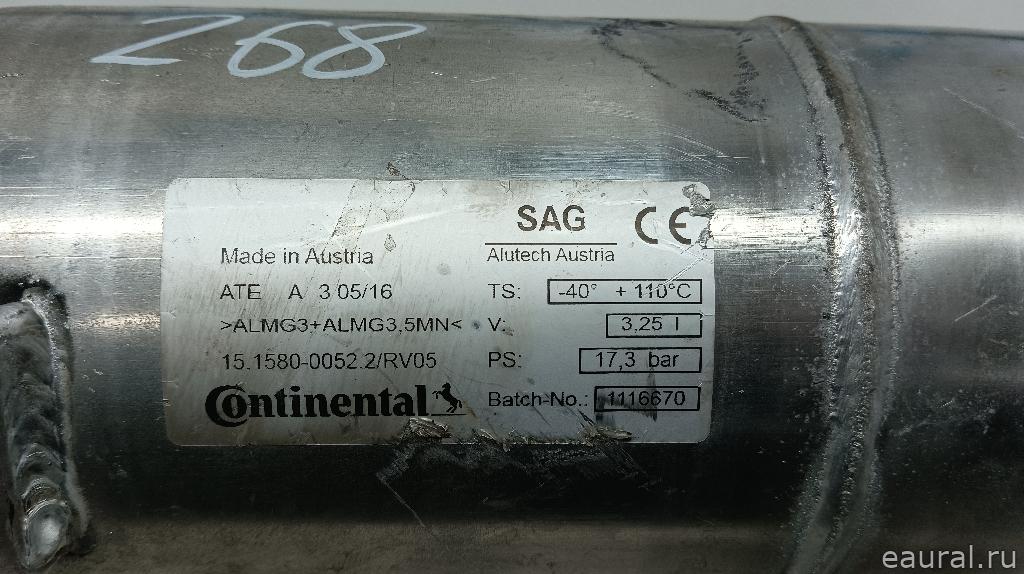 268
SAG CE
Made in Austria
Alutech Austria
ATE A 3 05/16
TS: -40° + 110°C
>ALMG3+ALMG3,5MN<
V: 3,25 l
15.1580-0052.2/RV05
PS: 17,3 bar
Continental
Batch-No.: 1116670
eaural.ru